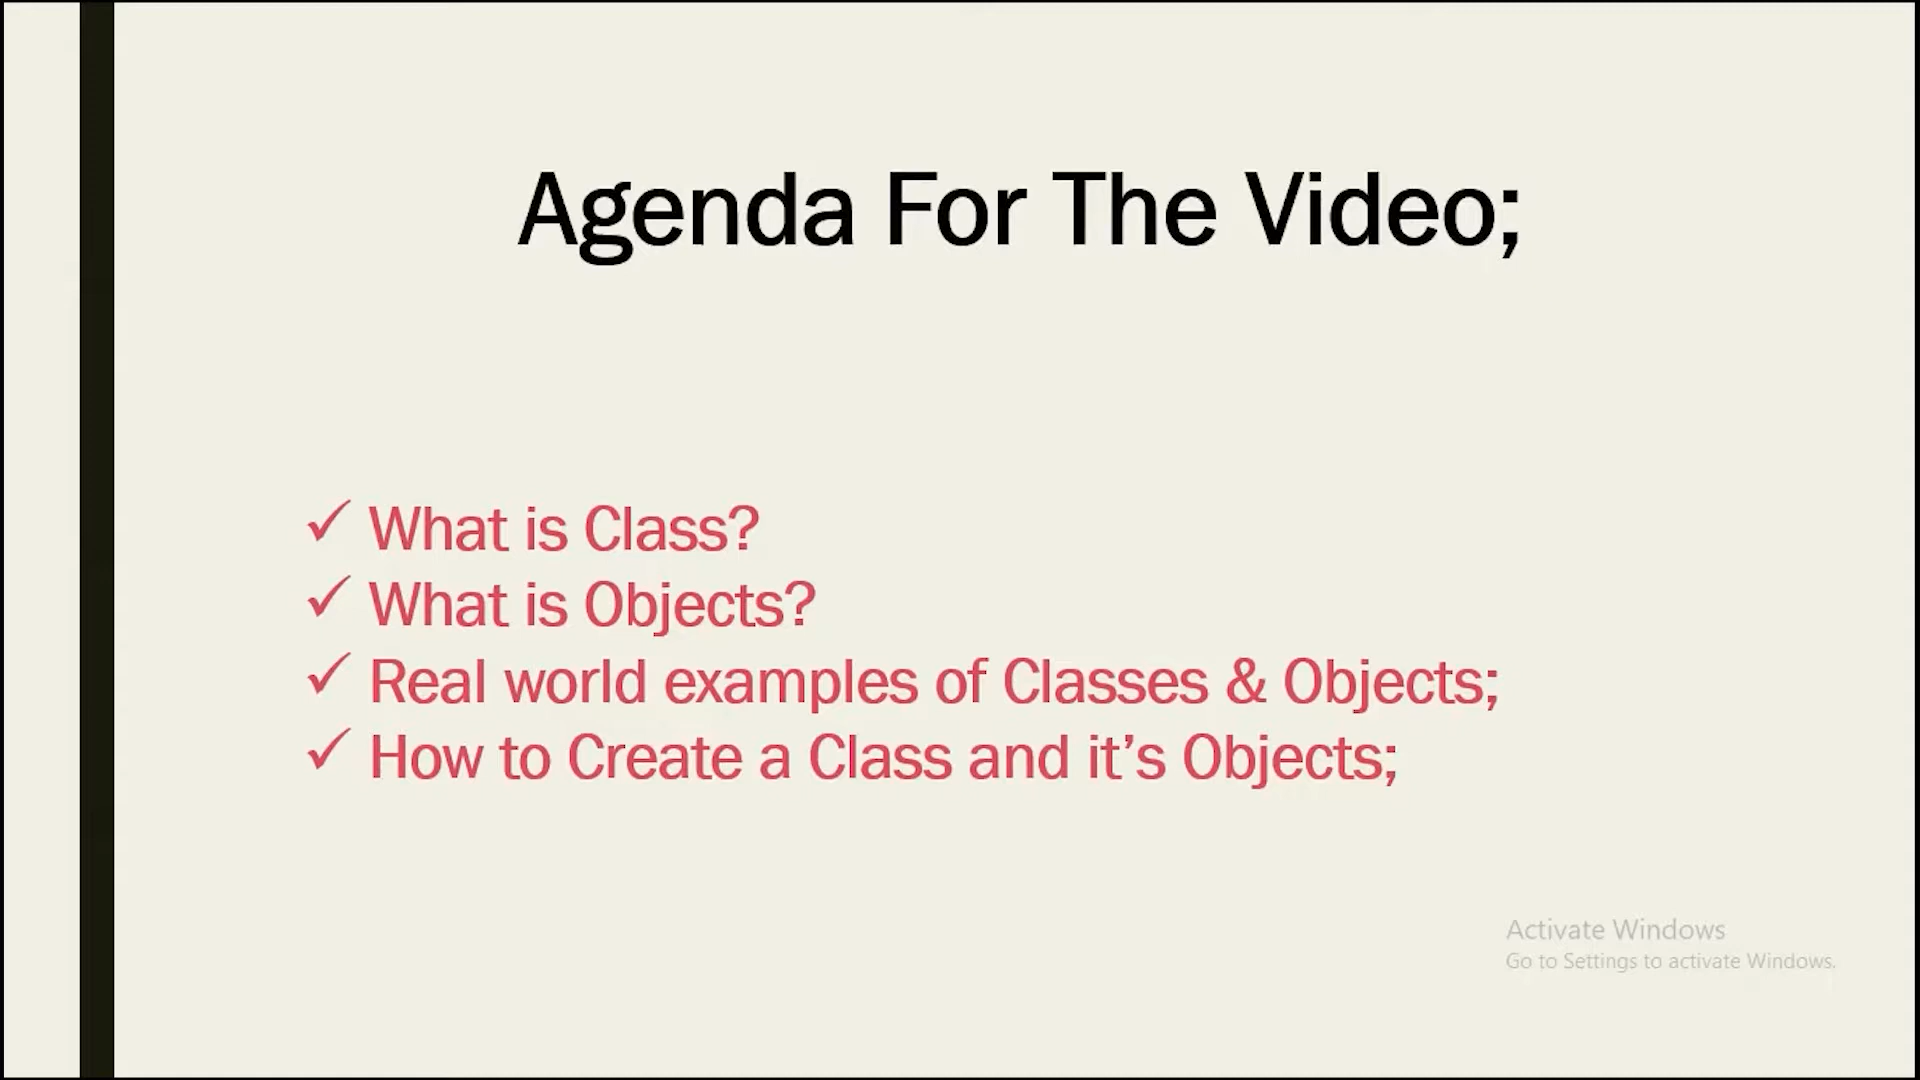 Agenda For The Video;
✓ What is Class?
✓ What is Objects?
✓ Real world examples of Classes & Objects;
✓ How to Create a Class and it’s Objects;
Activate Windows
Go to Settings to activate Windows.